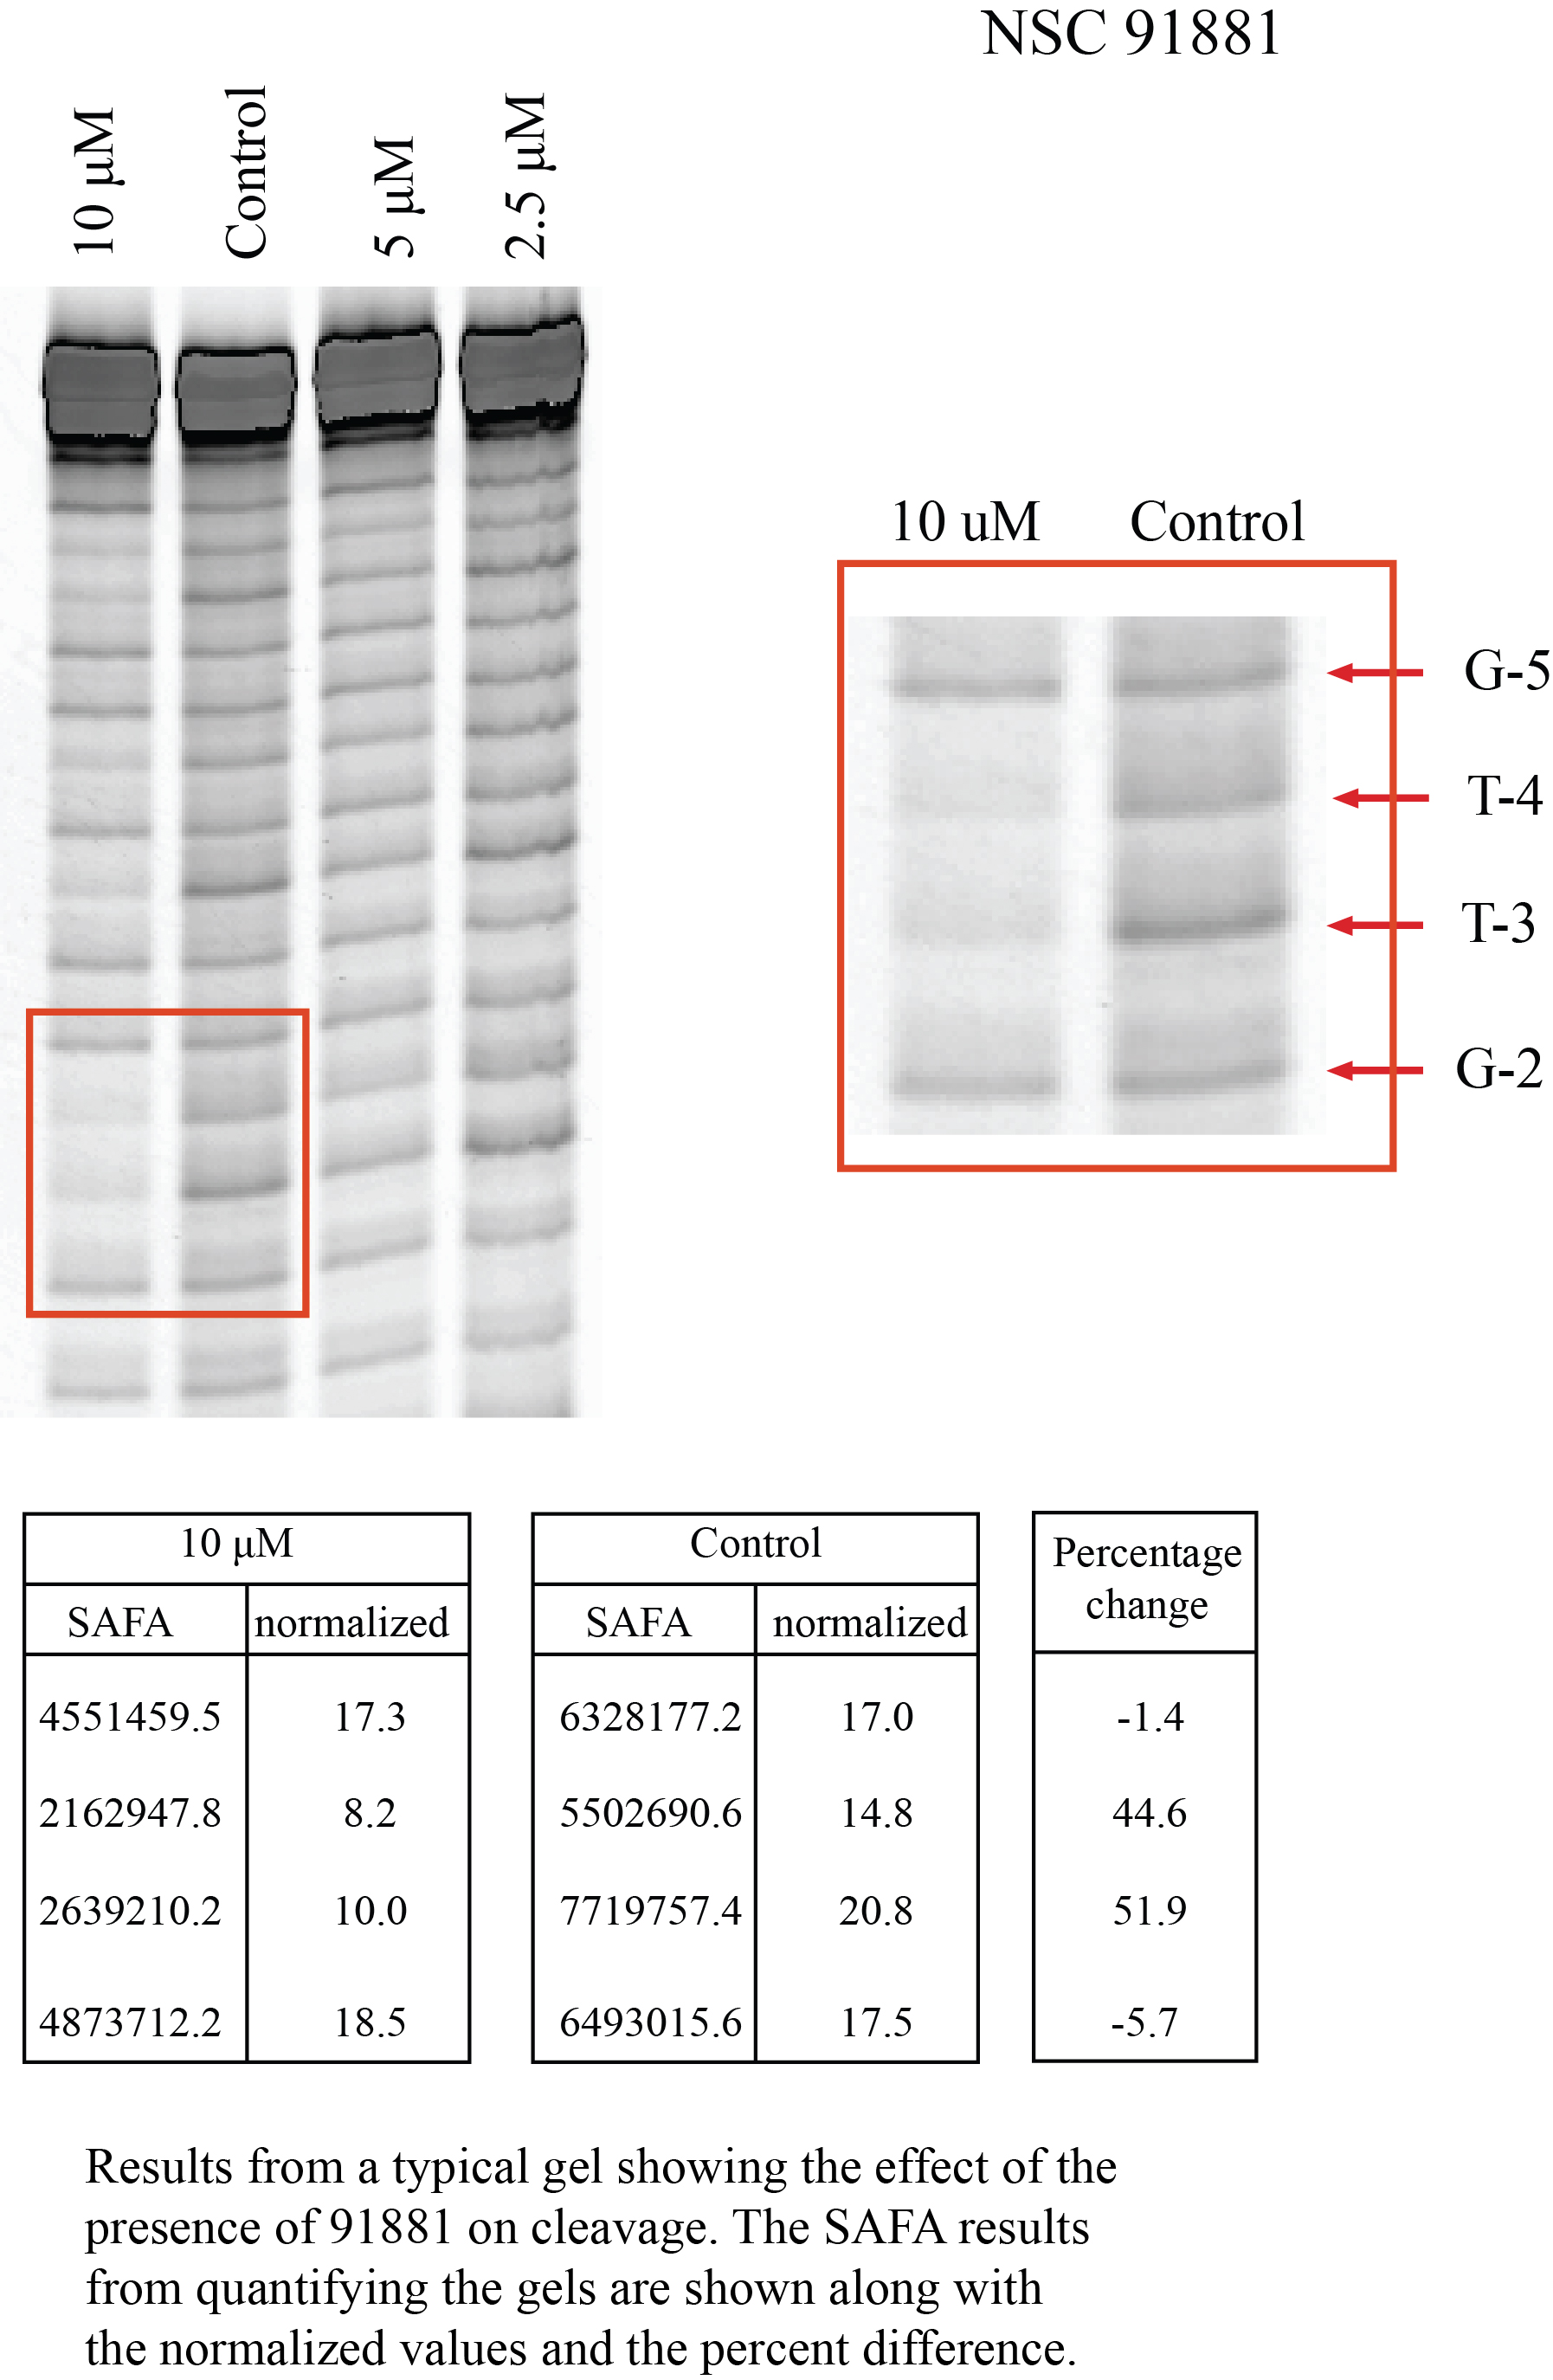 NSC 91881
10 μM
Control
5 μM
2.5 μM
10 uM Control
G-5
T-4
T-3
G-2
10 μM
SAFA normalized
4551459.5 17.3
2162947.8 8.2
2639210.2 10.0
4873712.2 18.5
Control
SAFA normalized
6328177.2 17.0
5502690.6 14.8
7719757.4 20.8
6493015.6 17.5
Percentage
change
-1.4
44.6
51.9
-5.7
Results from a typical gel showing the effect of the
presence of 91881 on cleavage. The SAFA results
from quantifying the gels are shown along with
the normalized values and the percent difference.